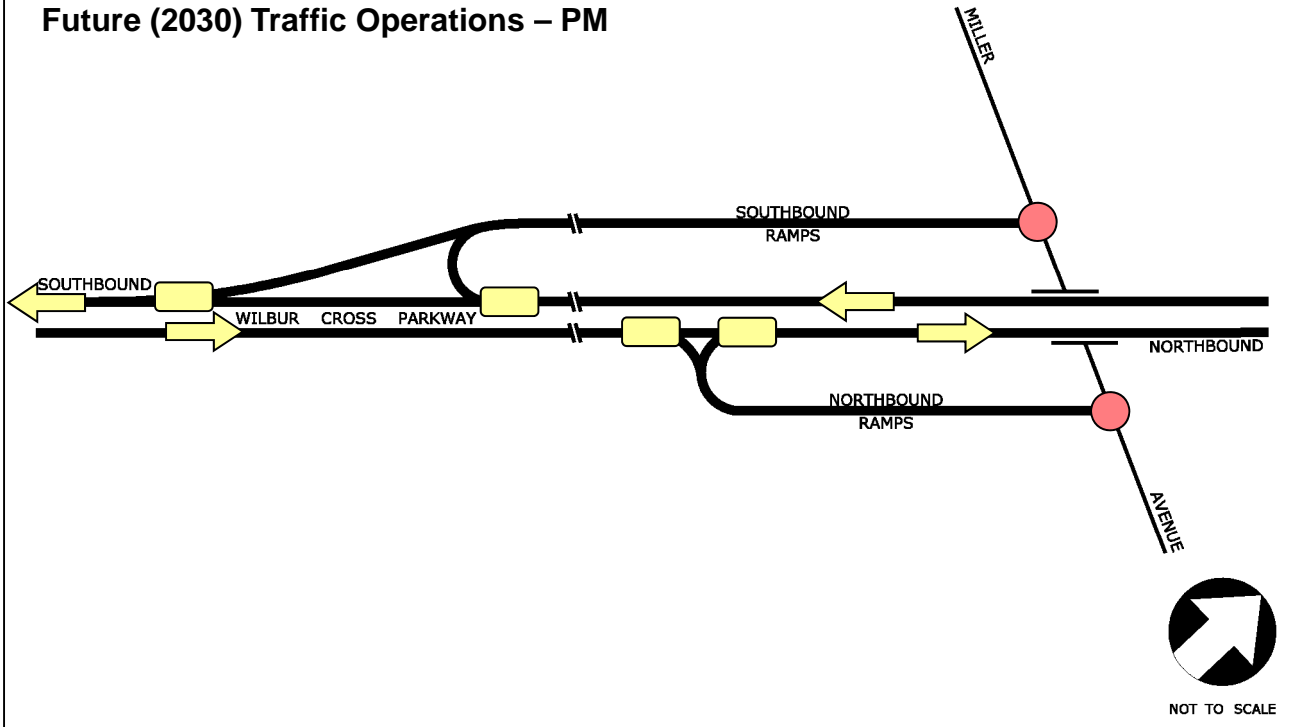 Future (2030) Traffic Operations – PM
MILLER
SOUTHBOUND
RAMPS
SOUTHBOUND
WILBUR CROSS PARKWAY
NORTHBOUND
NORTHBOUND
RAMPS
AVENUE
NOT TO SCALE